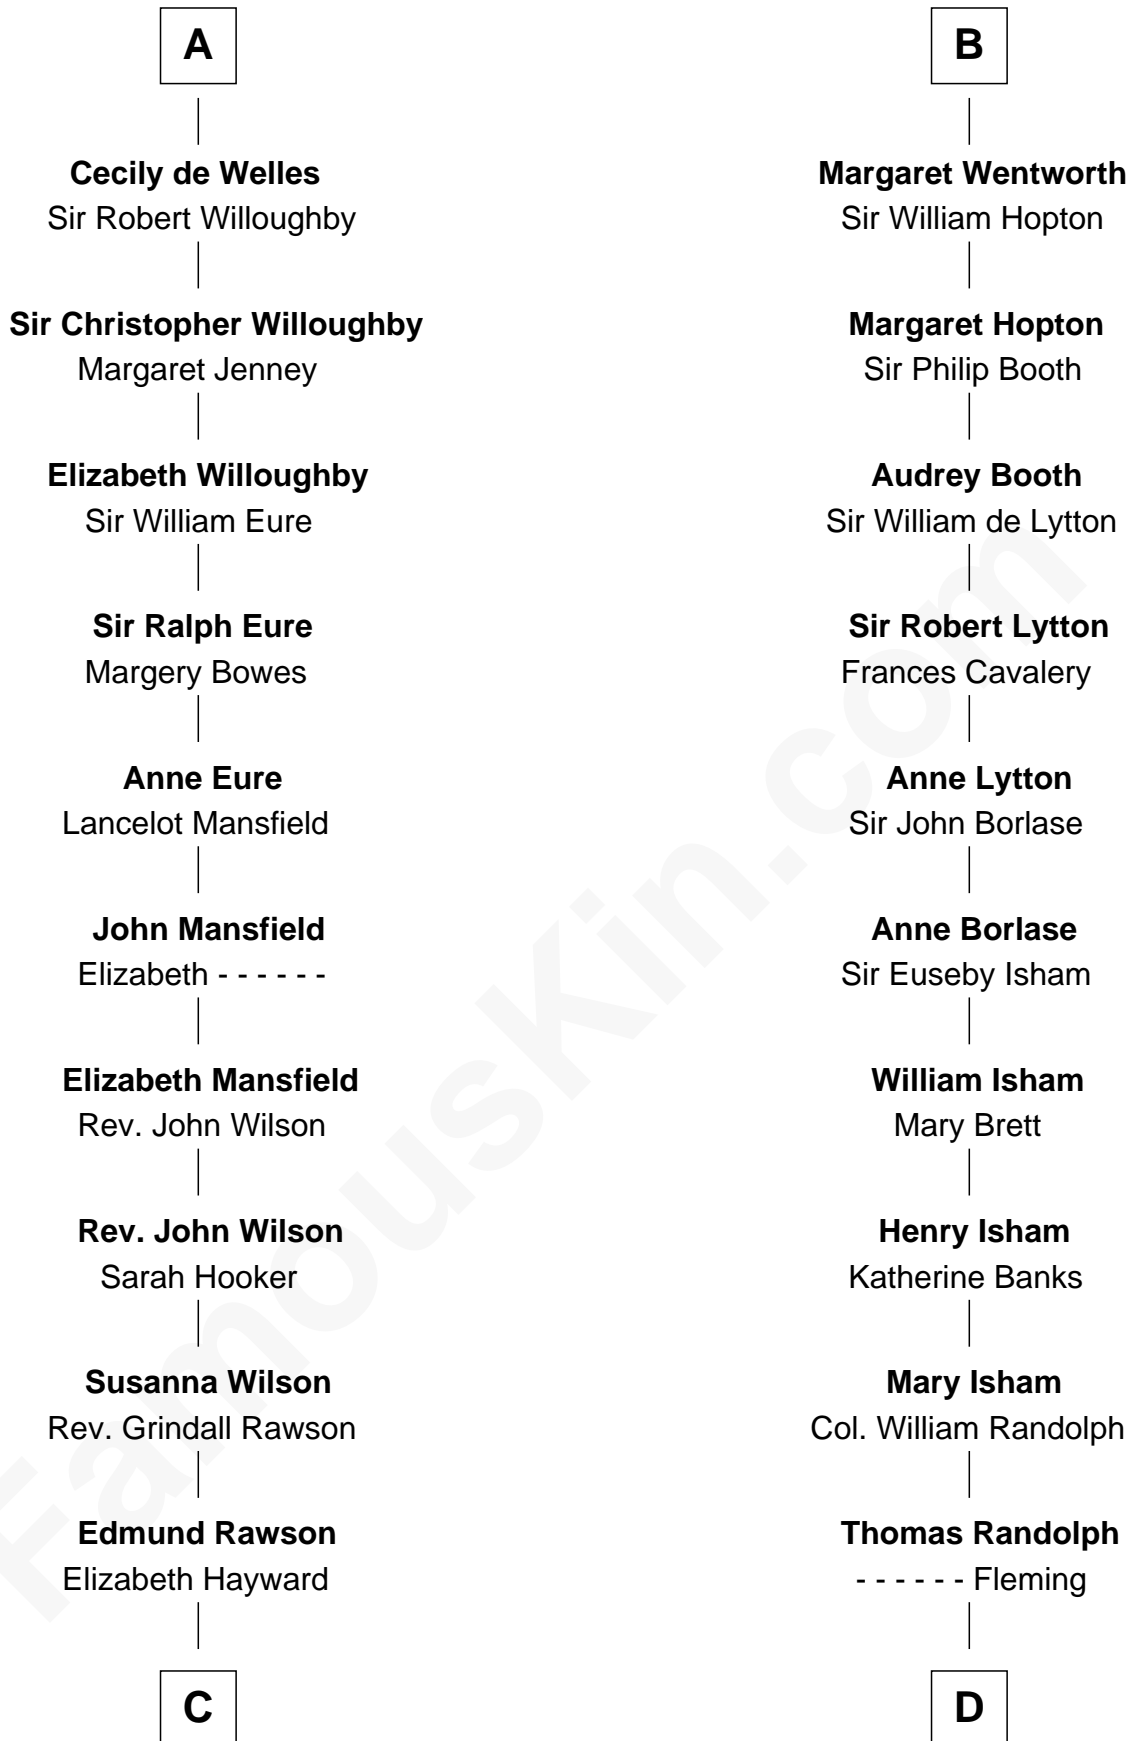 A
Cecily de Welles
Sir Robert Willoughby
Sir Christopher Willoughby
Margaret Jenney
Elizabeth Willoughby
Sir William Eure
Sir Ralph Eure
Margery Bowes
Anne Eure
Lancelot Mansfield
John Mansfield
Elizabeth - - - - - -
Elizabeth Mansfield
Rev. John Wilson
Rev. John Wilson
Sarah Hooker
Susanna Wilson
Rev. Grindall Rawson
Edmund Rawson
Elizabeth Hayward
C
B
Margaret Wentworth
Sir William Hopton
Margaret Hopton
Sir Philip Booth
Audrey Booth
Sir William de Lytton
Sir Robert Lytton
Frances Cavalery
Anne Lytton
Sir John Borlase
Anne Borlase
Sir Euseby Isham
William Isham
Mary Brett
Henry Isham
Katherine Banks
Mary Isham
Col. William Randolph
Thomas Randolph
- - - - - - Fleming
D
FamousKin.com